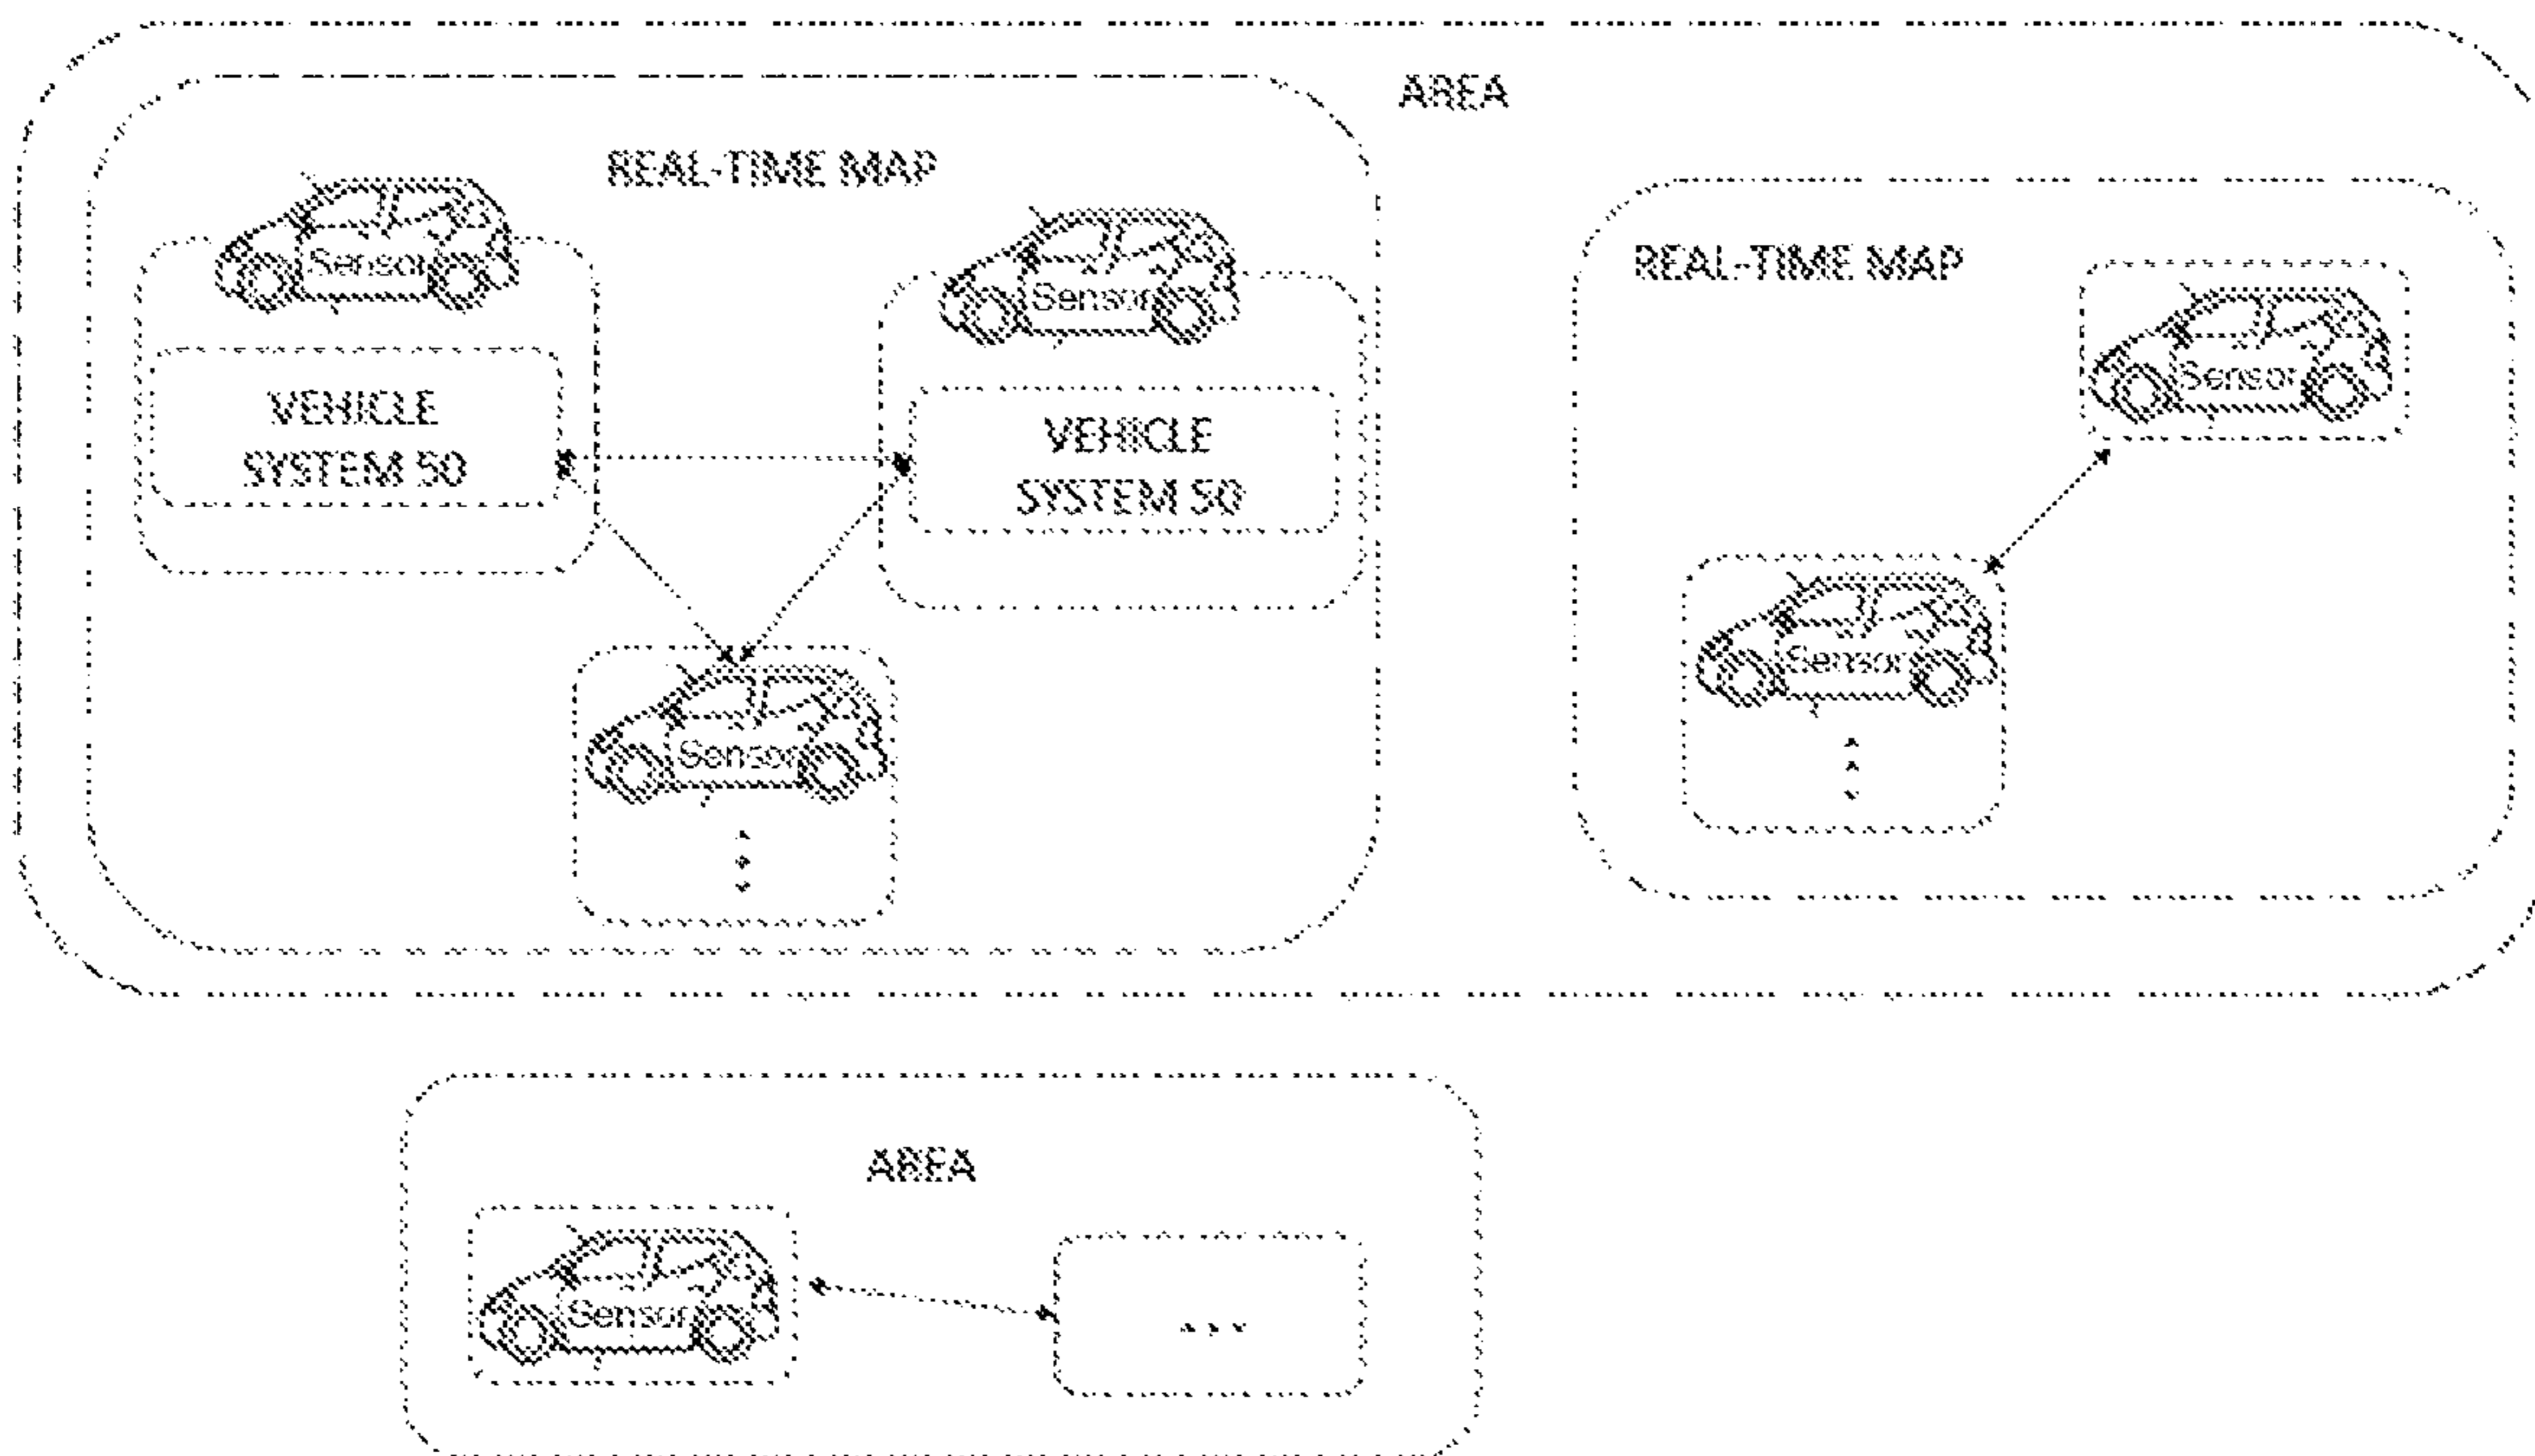 AREA
REAL-TIME MAP
Sensor
VEHICLE
SYSTEM 50
Sensor
VEHICLE
SYSTEM 50
Sensor
REAL-TIME MAP
Sensor
Sensor
AREA
Sensor
...